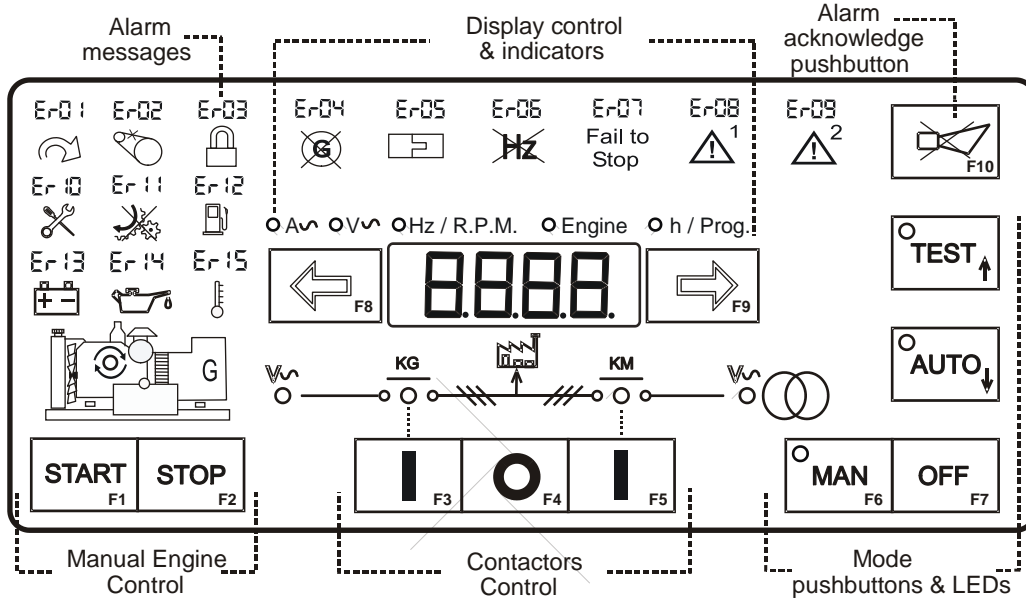 Alarm
messages
Display control
& indicators
Alarm
acknowledge
pushbutton
Er01 Er02 Er03 Er04 Er05 Er06 Er07 Er08 Er09
G Hz Fail to
Stop
! 1 ! 2
F10
Er10 Er11 Er12
A V Hz / R.P.M. Engine h / Prog.
TEST
Er13 Er14 Er15
+ -
F8 8.8.8.8 F9
AUTO
G
V KG KM V
START F1 STOP F2 I F3 O F4 I F5 MAN F6 OFF F7
Manual Engine
Control
Contactors
Control
Mode
pushbuttons & LEDs